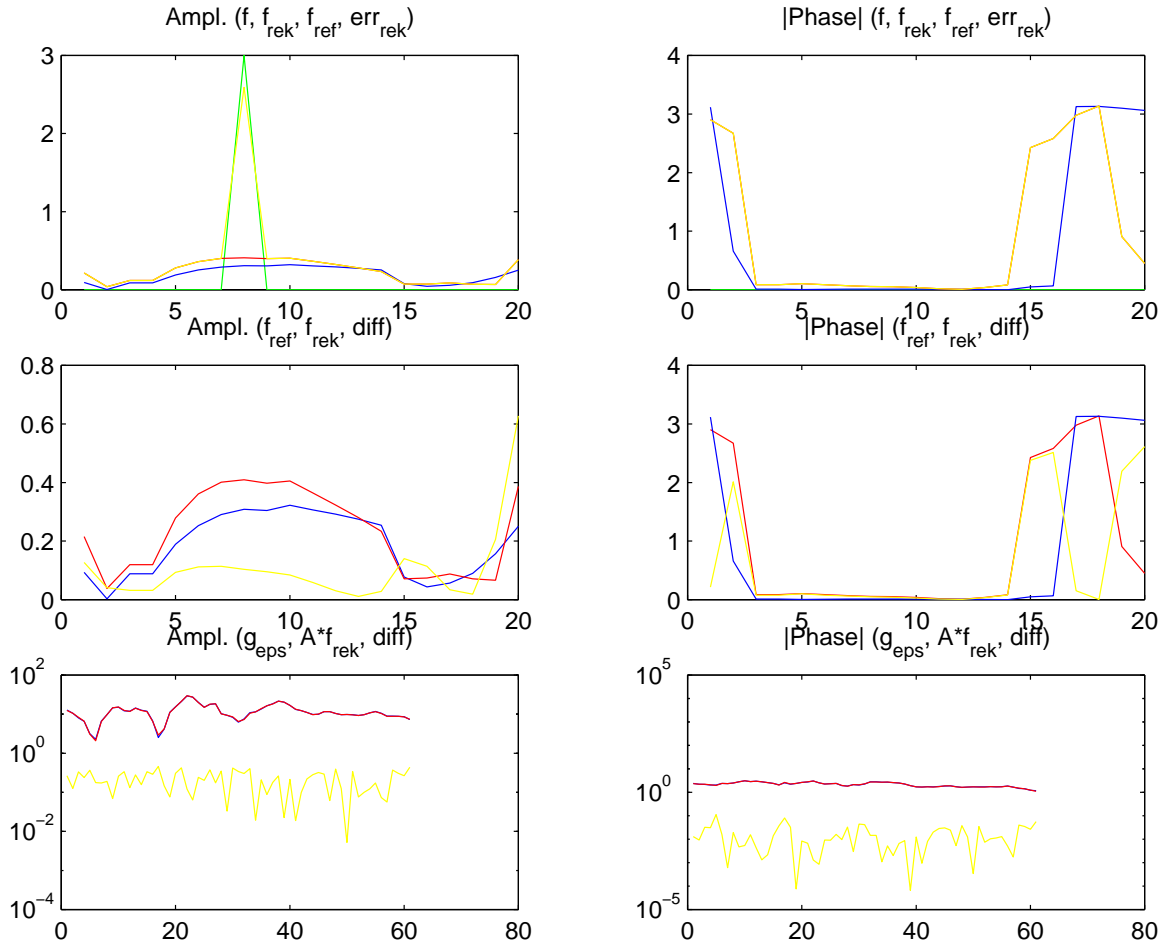 Ampl. (f, f_rek, f_ref, err_rek)
3
2
1
0
0 5 10 15 20
|Phase| (f, f_rek, f_ref, err_rek)
4
3
2
1
0
0 5 10 15 20
Ampl. (f_ref, f_rek, diff)
0.8
0.6
0.4
0.2
0
0 5 10 15 20
|Phase| (f_ref, f_rek, diff)
4
3
2
1
0
0 5 10 15 20
Ampl. (g_eps, A*f_rek, diff)
10^2
10^0
10^-2
10^-4
0 20 40 60 80
|Phase| (g_eps, A*f_rek, diff)
10^5
10^0
10^-5
0 20 40 60 80